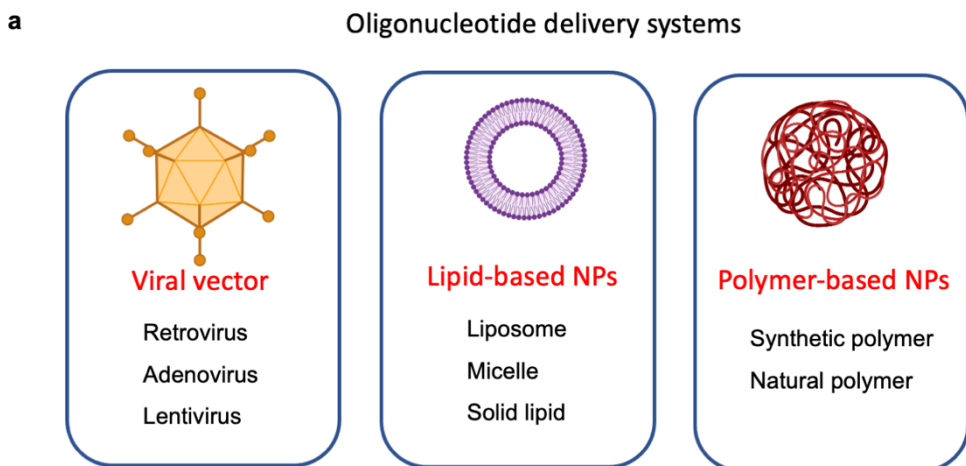 a
Oligonucleotide delivery systems
Viral vector
Retrovirus
Adenovirus
Lentivirus
Lipid-based NPs
Liposome
Micelle
Solid lipid
Polymer-based NPs
Synthetic polymer
Natural polymer